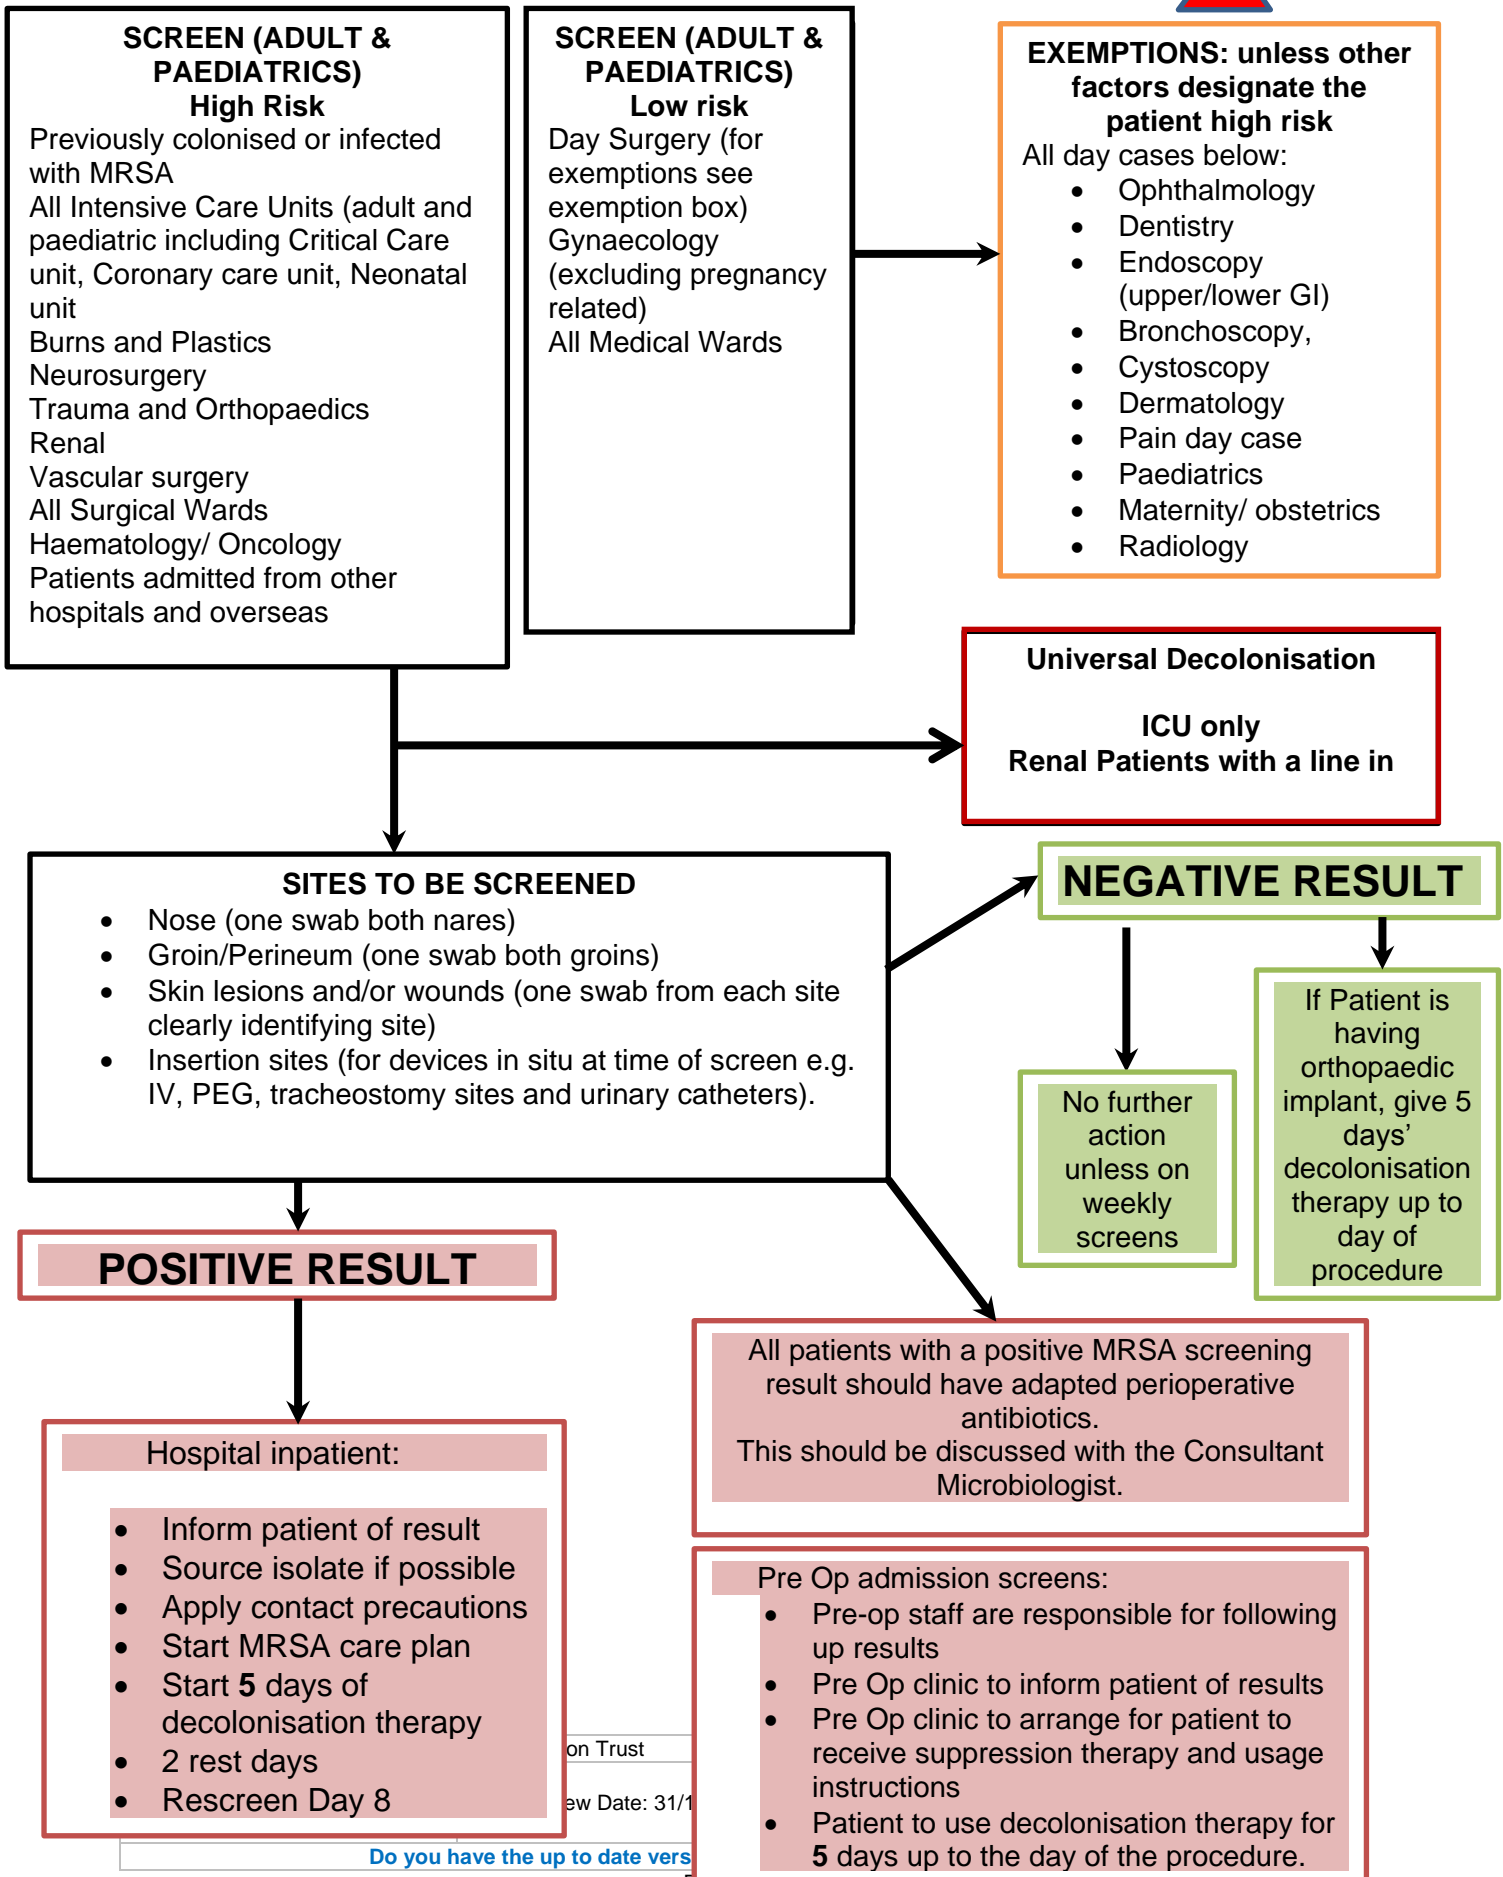 SCREEN (ADULT &
PAEDIATRICS)
High Risk
Previously colonised or infected
with MRSA
All Intensive Care Units (adult and
paediatric including Critical Care
unit, Coronary care unit, Neonatal
unit
Burns and Plastics
Neurosurgery
Trauma and Orthopaedics
Renal
Vascular surgery
All Surgical Wards
Haematology/ Oncology
Patients admitted from other
hospitals and overseas
SCREEN (ADULT &
PAEDIATRICS)
Low risk
Day Surgery (for
exemptions see
exemption box)
Gynaecology
(excluding pregnancy
related)
All Medical Wards
EXEMPTIONS: unless other
factors designate the
patient high risk
All day cases below:
• Ophthalmology
• Dentistry
• Endoscopy
(upper/lower GI)
• Bronchoscopy,
• Cystoscopy
• Dermatology
• Pain day case
• Paediatrics
• Maternity/ obstetrics
• Radiology
Universal Decolonisation
ICU only
Renal Patients with a line in
SITES TO BE SCREENED
• Nose (one swab both nares)
• Groin/Perineum (one swab both groins)
• Skin lesions and/or wounds (one swab from each site
clearly identifying site)
• Insertion sites (for devices in situ at time of screen e.g.
IV, PEG, tracheostomy sites and urinary catheters).
NEGATIVE RESULT
No further
action
unless on
weekly
screens
If Patient is
having
orthopaedic
implant, give 5
days’
decolonisation
therapy up to
day of
procedure
POSITIVE RESULT
Hospital inpatient:
• Inform patient of result
• Source isolate if possible
• Apply contact precautions
• Start MRSA care plan
• Start 5 days of
decolonisation therapy
• 2 rest days
• Rescreen Day 8
All patients with a positive MRSA screening
result should have adapted perioperative
antibiotics.
This should be discussed with the Consultant
Microbiologist.
Pre Op admission screens:
• Pre-op staff are responsible for following
up results
• Pre Op clinic to inform patient of results
• Pre Op clinic to arrange for patient to
receive suppression therapy and usage
instructions
• Patient to use decolonisation therapy for
5 days up to the day of the procedure.
on Trust
ew Date: 31/1
Do you have the up to date vers